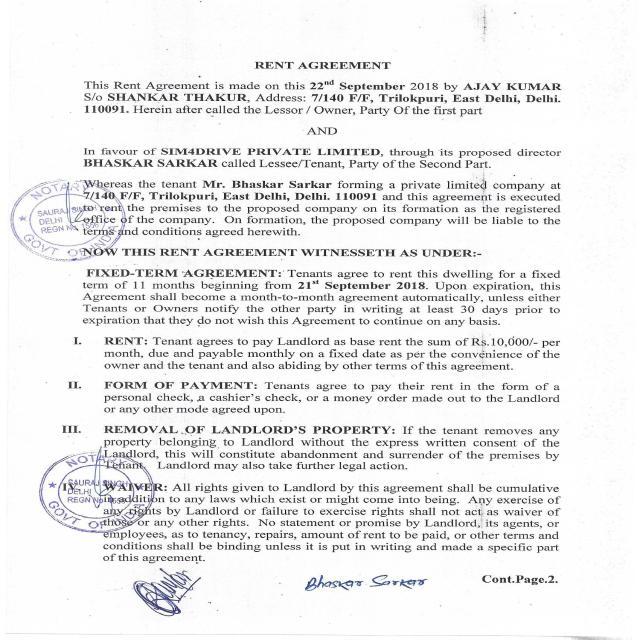 RENT AGREEMENT
This Rent Agreement is made on this 22nd September 2018 by AJAY KUMAR
S/o SHANKAR THAKUR, Address: 7/140 F/F, Trilokpuri, East Delhi, Delhi.
110091. Herein after called the Lessor / Owner, Party Of the first part
AND
In favour of SIM4DRIVE PRIVATE LIMITED, through its proposed director
BHASKAR SARKAR called Lessee/Tenant, Party of the Second Part.
Whereas the tenant Mr. Bhaskar Sarkar forming a private limited company at
7/140 F/F, Trilokpuri, East Delhi, Delhi. 110091 and this agreement is executed
to rent the premises to the proposed company on its formation as the registered
office of the company. On formation, the proposed company will be liable to the
terms and conditions agreed herewith.
NOTARY
SAURAJ SINGH
DELHI
REGN No
GOVT OF INDIA
NOW THIS RENT AGREEMENT WITNESSETH AS UNDER:-
FIXED-TERM AGREEMENT: Tenants agree to rent this dwelling for a fixed
term of 11 months beginning from 21st September 2018. Upon expiration, this
Agreement shall become a month-to-month agreement automatically, unless either
Tenants or Owners notify the other party in writing at least 30 days prior to
expiration that they do not wish this Agreement to continue on any basis.
I. RENT: Tenant agrees to pay Landlord as base rent the sum of Rs.10,000/- per
month, due and payable monthly on a fixed date as per the convenience of the
owner and the tenant and also abiding by other terms of this agreement.
II. FORM OF PAYMENT: Tenants agree to pay their rent in the form of a
personal check, a cashier's check, or a money order made out to the Landlord
or any other mode agreed upon.
III. REMOVAL OF LANDLORD'S PROPERTY: If the tenant removes any
property belonging to Landlord without the express written consent of the
Landlord, this will constitute abandonment and surrender of the premises by
Tenant. Landlord may also take further legal action.
IV. WAIVER: All rights given to Landlord by this agreement shall be cumulative
in addition to any laws which exist or might come into being. Any exercise of
any rights by Landlord or failure to exercise rights shall not act as waiver of
those or any other rights. No statement or promise by Landlord, its agents, or
employees, as to tenancy, repairs, amount of rent to be paid, or other terms and
conditions shall be binding unless it is put in writing and made a specific part
of this agreement.
NOTARY
SAURAJ SINGH
DELHI
REGN No
GOVT OF INDIA
Bhaskar Sarkar
Cont.Page.2.